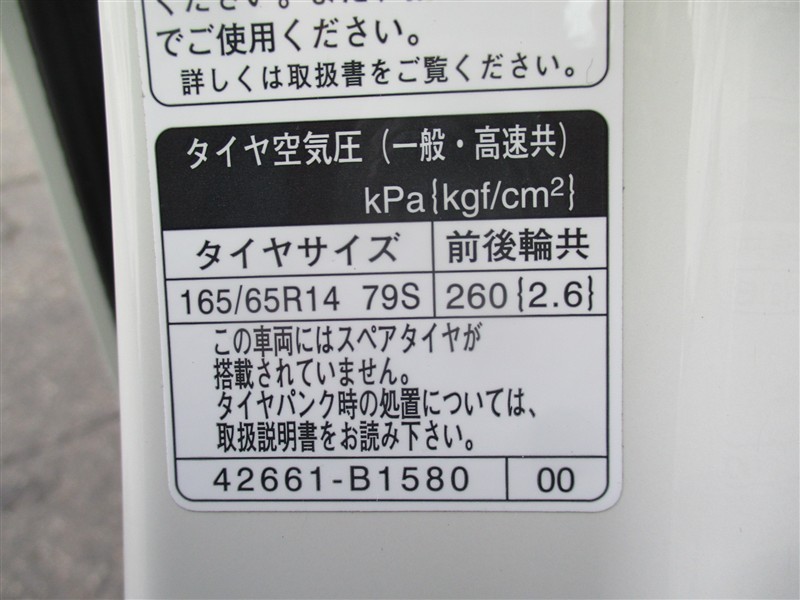 でご使用ください。
詳しくは取扱書をご覧ください。
タイヤ空気圧（一般・高速共）
kPa{kgf/cm²}
タイヤサイズ 前後輪共
165/65R14 79S 260{2.6}
この車両にはスペアタイヤが
搭載されていません。
タイヤパンク時の処置については、
取扱説明書をお読み下さい。
42661-B1580 00